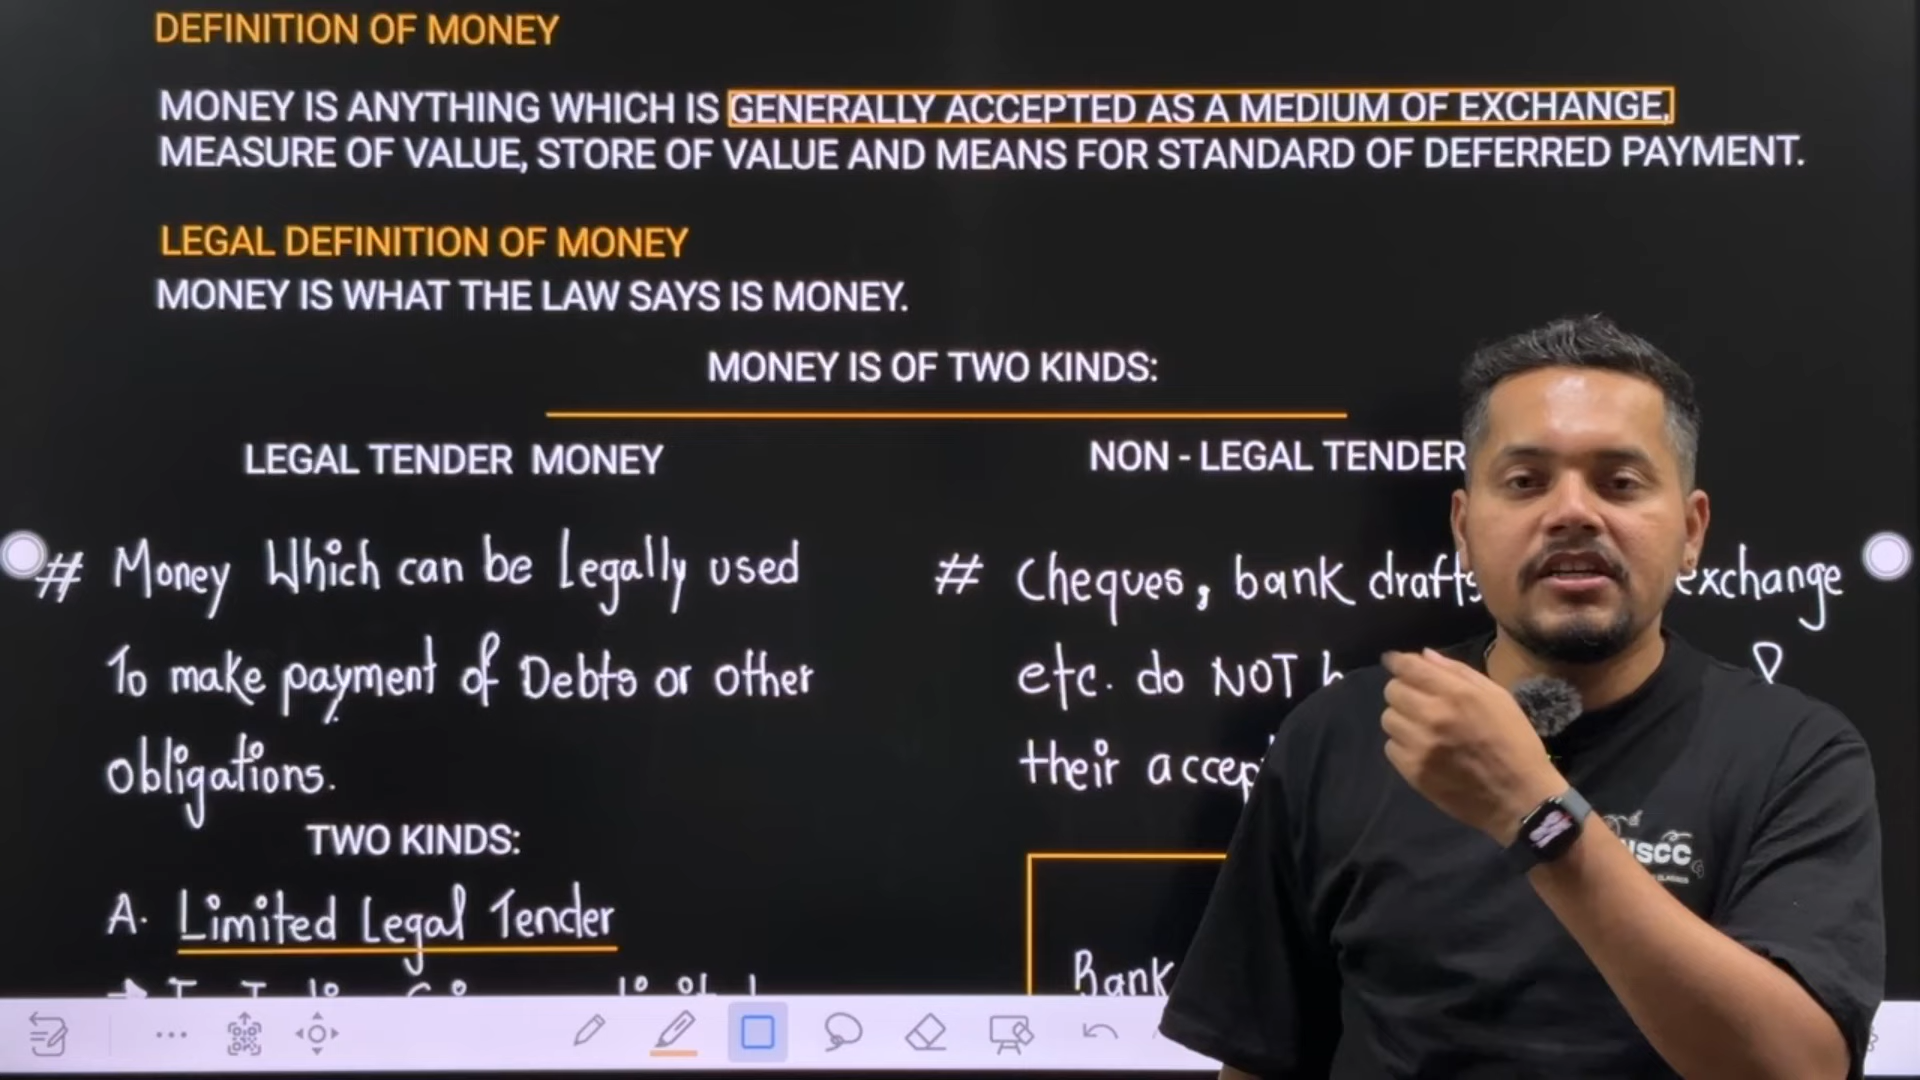 DEFINITION OF MONEY
MONEY IS ANYTHING WHICH IS GENERALLY ACCEPTED AS A MEDIUM OF EXCHANGE,
MEASURE OF VALUE, STORE OF VALUE AND MEANS FOR STANDARD OF DEFERRED PAYMENT.
LEGAL DEFINITION OF MONEY
MONEY IS WHAT THE LAW SAYS IS MONEY.
MONEY IS OF TWO KINDS:
LEGAL TENDER MONEY
# Money Which can be legally used
To make payment of Debts or other
obligations.
TWO KINDS:
A. Limited Legal Tender
NON - LEGAL TENDER
# Cheques, bank drafts exchange
etc. do NOT
their
Bank